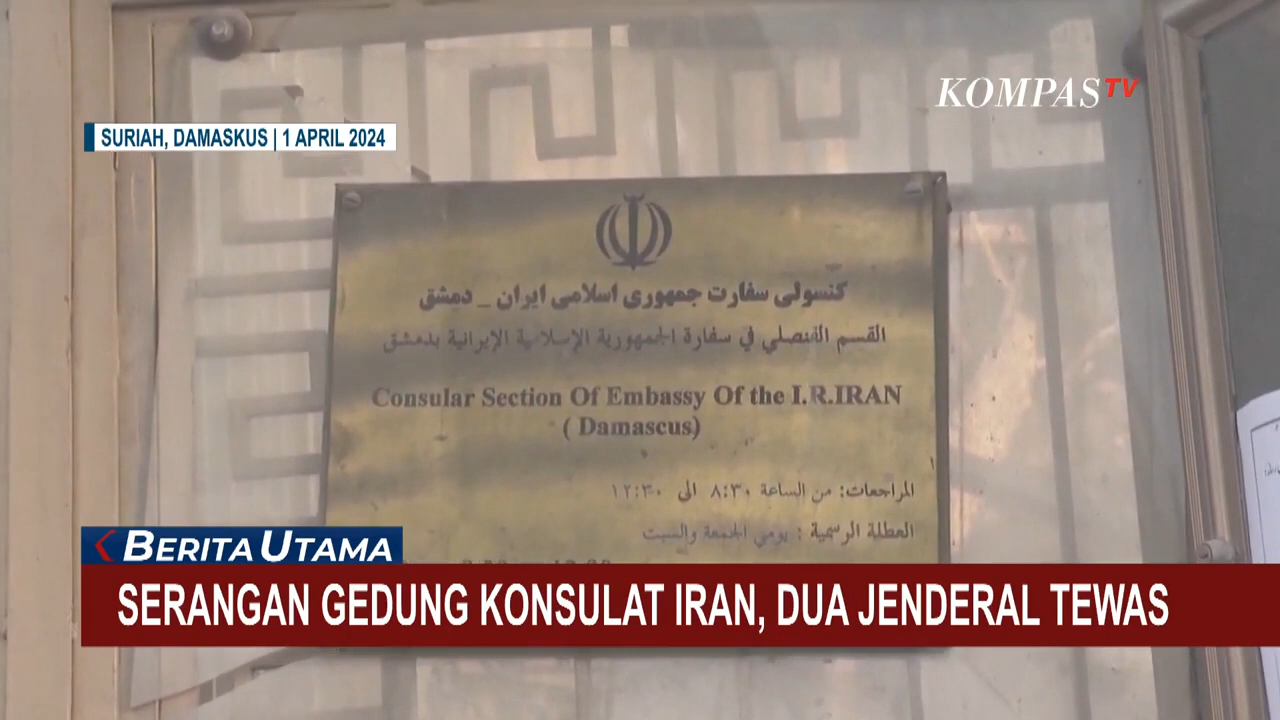 KOMPAS TV
SURIAH, DAMASKUS | 1 APRIL 2024
کنسولی سفارت جمهوری اسلامی ایران _ دمشق
القسم القنصلي في سفارة الجمهورية الإسلامية الإيرانية بدمشق
Consular Section Of Embassy Of the I.R.IRAN
( Damascus)
المراجعات: من الساعة ٨:٣٠ الى ١٢:٣٠
العطلة الرسمية : يومي الجمعة والسبت
BERITA UTAMA
SERANGAN GEDUNG KONSULAT IRAN, DUA JENDERAL TEWAS